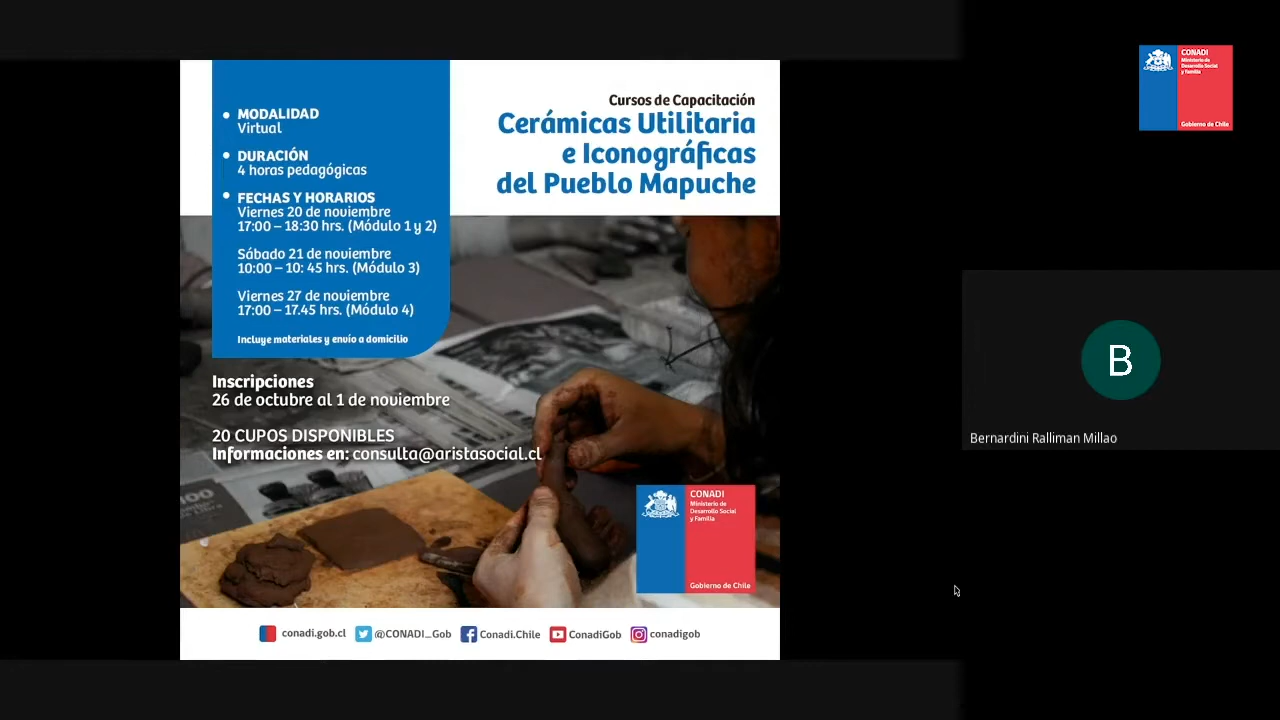 MODALIDAD
Virtual
DURACIÓN
4 horas pedagógicas
FECHAS Y HORARIOS
Viernes 20 de noviembre
17:00 – 18:30 hrs. (Módulo 1 y 2)
Sábado 21 de noviembre
10:00 – 10: 45 hrs. (Módulo 3)
Viernes 27 de noviembre
17:00 – 17.45 hrs. (Módulo 4)
Incluye materiales y envío a domicilio
Cursos de Capacitación
Cerámicas Utilitaria
e Iconográficas
del Pueblo Mapuche
Inscripciones
26 de octubre al 1 de noviembre
20 CUPOS DISPONIBLES
Informaciones en: consulta@aristasocial.cl
CONADI
Ministerio de
Desarrollo Social
y Familia
Gobierno de Chile
conadi.gob.cl
@CONADI_Gob
Conadi.Chile
ConadiGob
conadigob
CONADI
Ministerio de
Desarrollo Social
y Familia
Gobierno de Chile
B
Bernardini Ralliman Millao